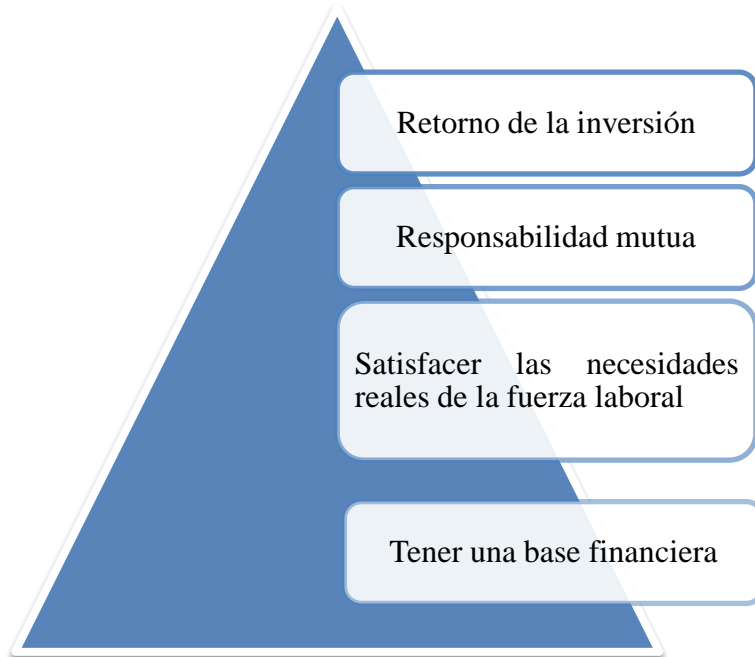 Retorno de la inversión
Responsabilidad mutua
Satisfacer las necesidades
reales de la fuerza laboral
Tener una base financiera